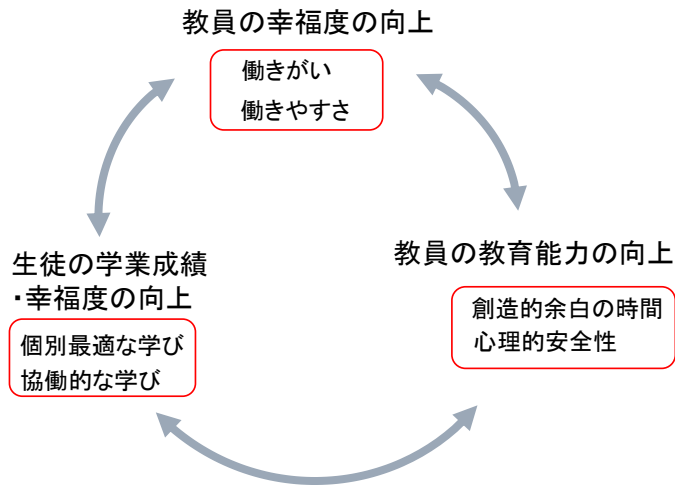 教員の幸福度の向上
働きがい
働きやすさ
教員の教育能力の向上
創造的余白の時間
心理的安全性
生徒の学業成績
・幸福度の向上
個別最適な学び
協働的な学び